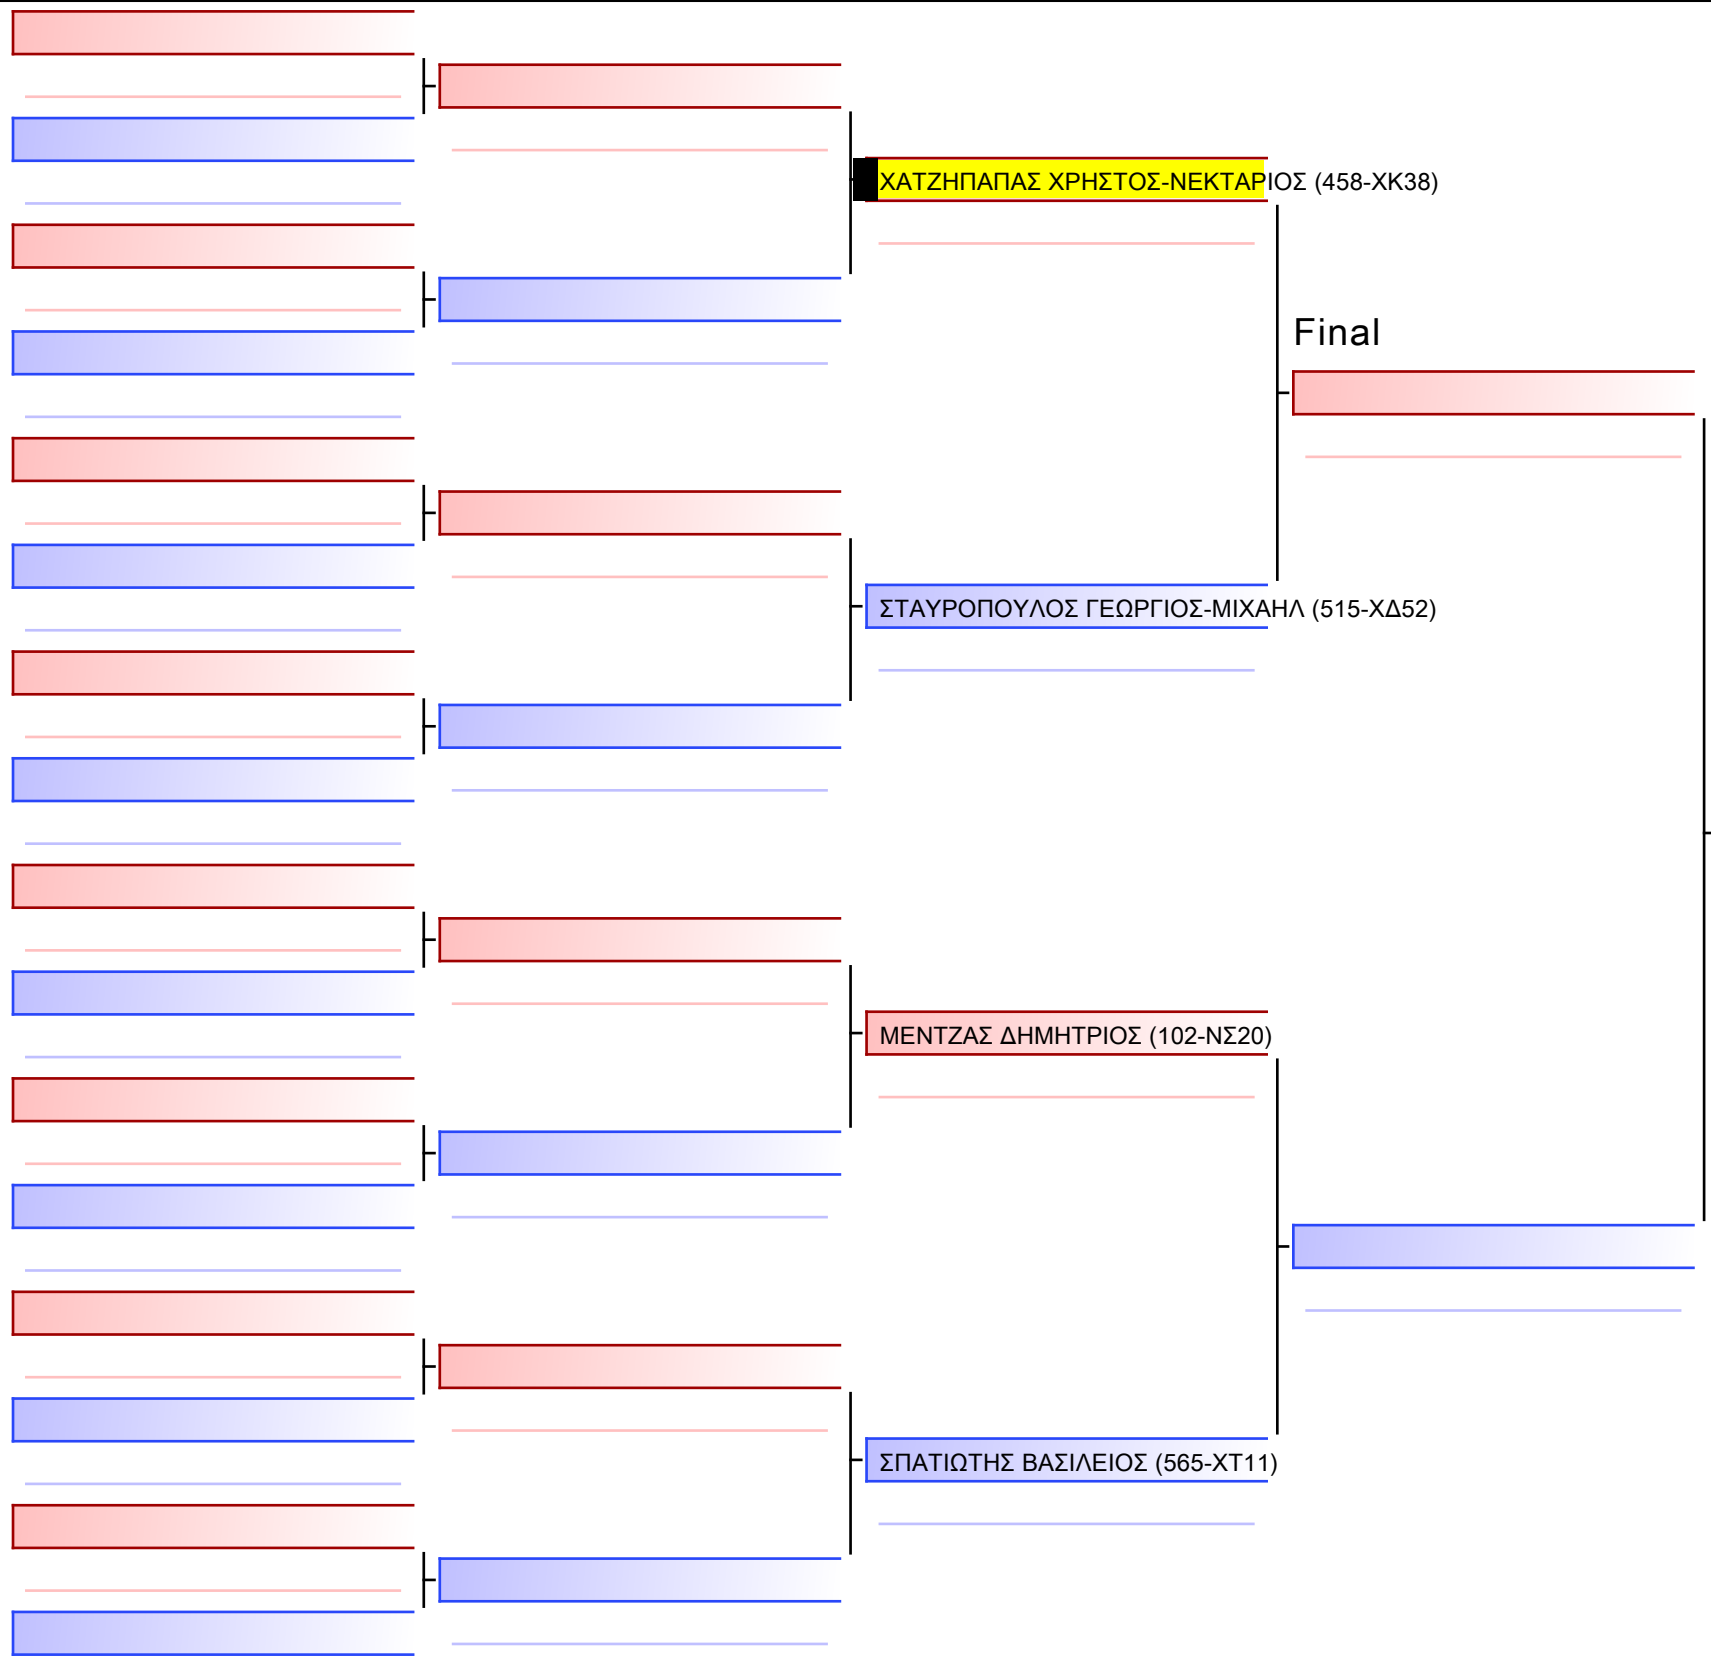 ΧΑΤΖΗΠΑΠΑΣ ΧΡΗΣΤΟΣ-ΝΕΚΤΑΡΙΟΣ (458-ΧΚ38)
Final
ΣΤΑΥΡΟΠΟΥΛΟΣ ΓΕΩΡΓΙΟΣ-ΜΙΧΑΗΛ (515-ΧΔ52)
ΜΕΝΤΖΑΣ ΔΗΜΗΤΡΙΟΣ (102-ΝΣ20)
ΣΠΑΤΙΩΤΗΣ ΒΑΣΙΛΕΙΟΣ (565-ΧΤ11)